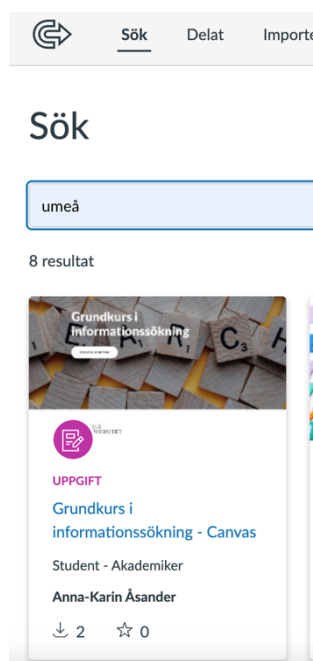 Sök Delat Importe
Sök
umeå
8 resultat
Grundkurs i
informationssökning
E A R C H
UPPGIFT
Grundkurs i
informationssökning - Canvas
Student - Akademiker
Anna-Karin Åsander
2 0